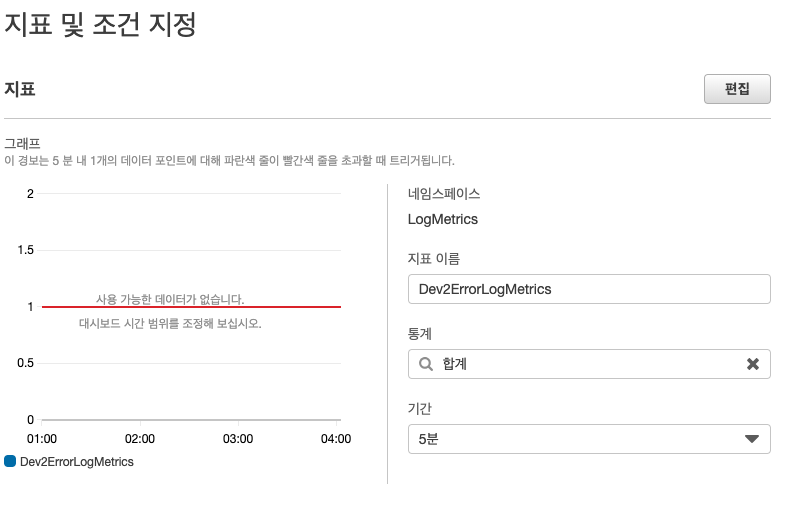 지표 및 조건 지정
지표
편집
그래프
이 경보는 5 분 내 1개의 데이터 포인트에 대해 파란색 줄이 빨간색 줄을 초과할 때 트리거됩니다.
2
1.5
1
0.5
0
사용 가능한 데이터가 없습니다.
대시보드 시간 범위를 조정해 보십시오.
01:00 02:00 03:00 04:00
Dev2ErrorLogMetrics
네임스페이스
LogMetrics
지표 이름
Dev2ErrorLogMetrics
통계
합계
기간
5분